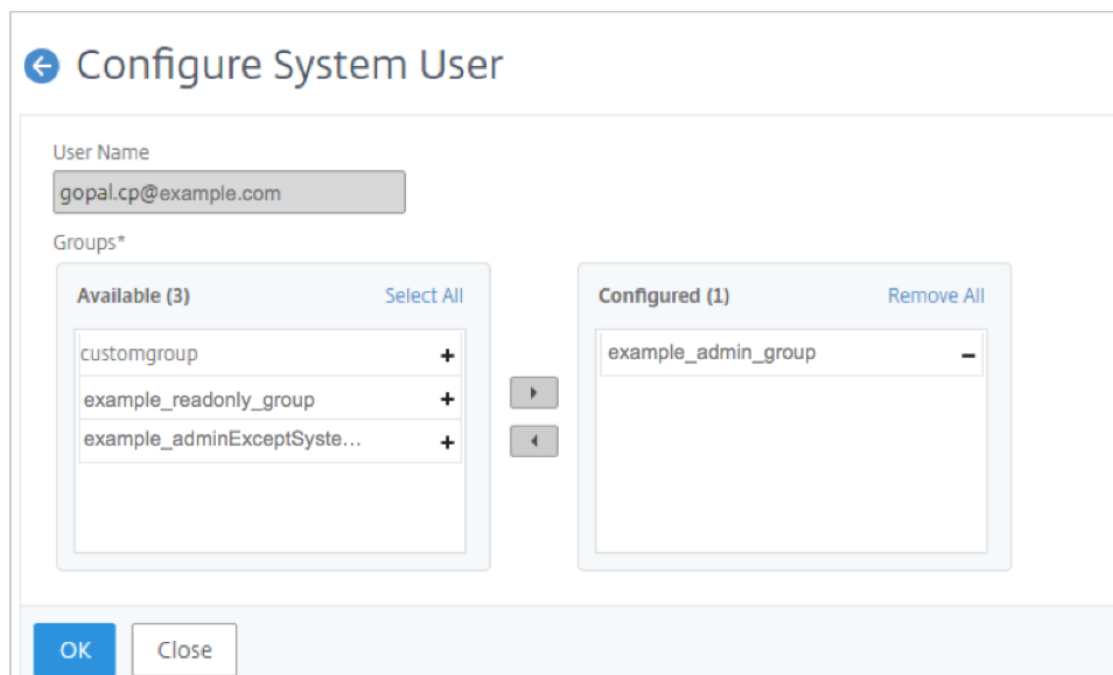 Configure System User
User Name
gopal.cp@example.com
Groups*
Available (3) Select All
customgroup +
example_readonly_group +
example_adminExceptSyste... +
Configured (1) Remove All
example_admin_group −
OK Close